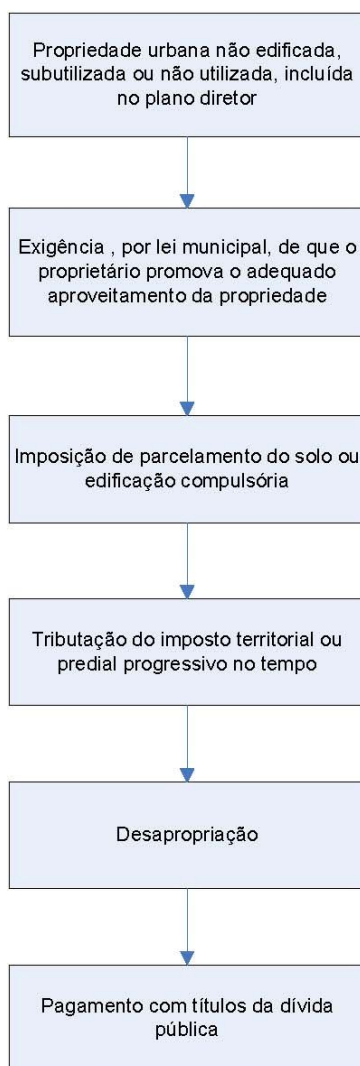 Propriedade urbana não edificada,
subutilizada ou não utilizada, incluída
no plano diretor
Exigência , por lei municipal, de que o
proprietário promova o adequado
aproveitamento da propriedade
Imposição de parcelamento do solo ou
edificação compulsória
Tributação do imposto territorial ou
predial progressivo no tempo
Desapropriação
Pagamento com títulos da dívida
pública